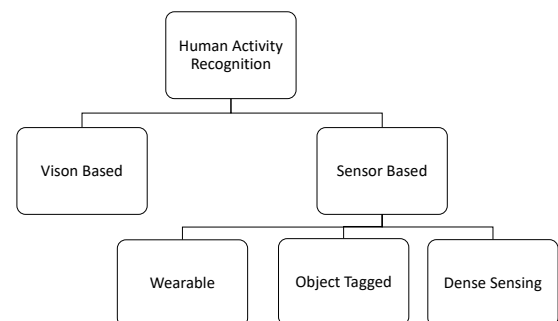 Human Activity
Recognition
Vison Based
Sensor Based
Wearable
Object Tagged
Dense Sensing